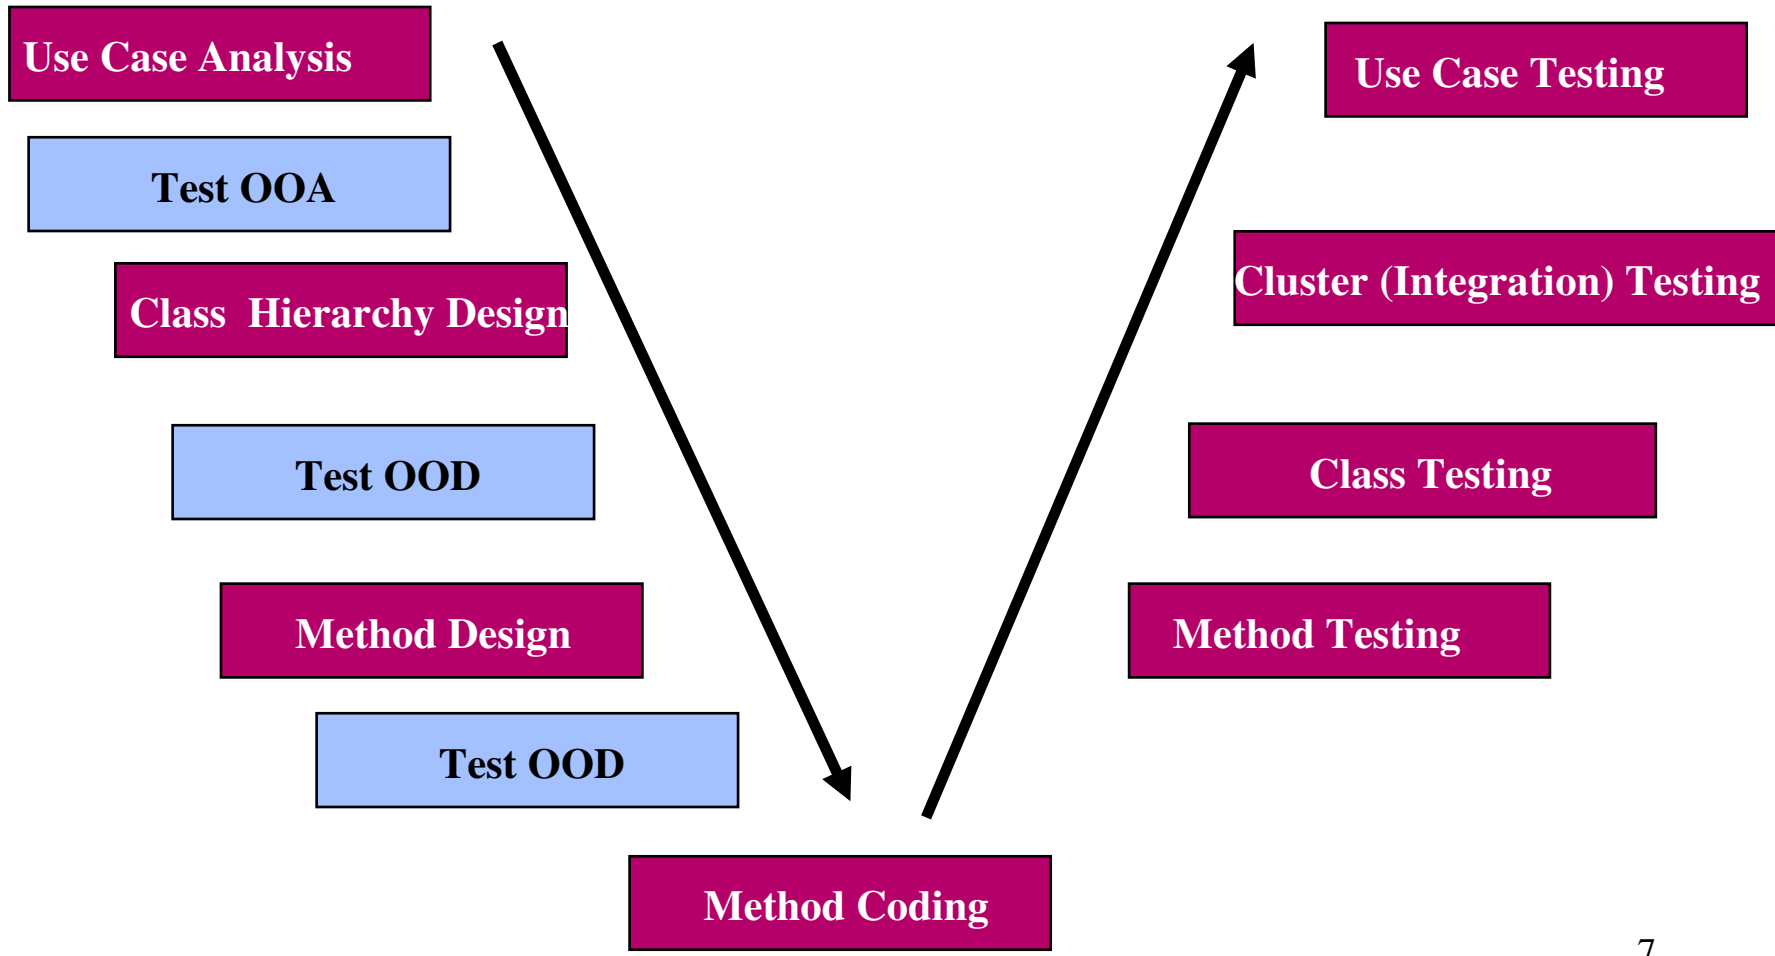 Use Case Analysis
Test OOA
Class Hierarchy Design
Test OOD
Method Design
Test OOD
Method Coding
Use Case Testing
Cluster (Integration) Testing
Class Testing
Method Testing
7